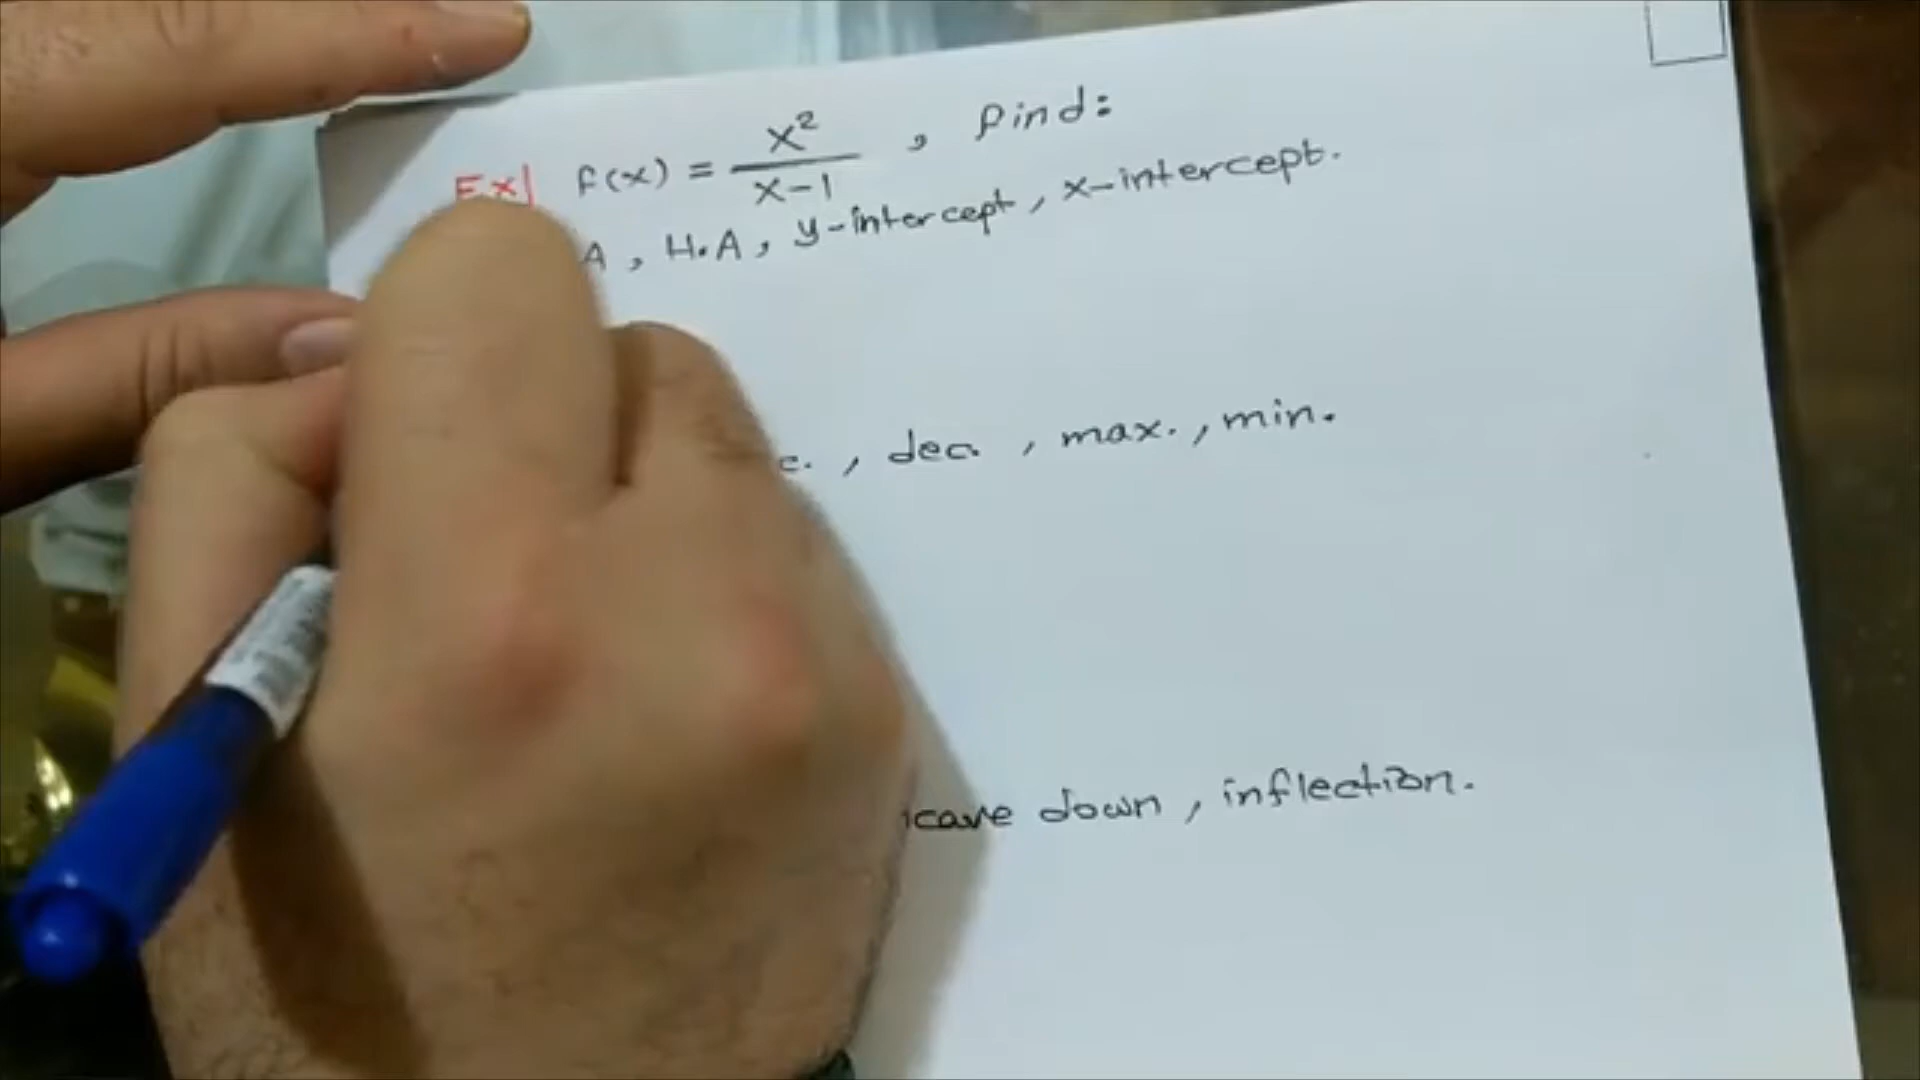 Ex| f(x) = x²/(x-1) , find:
A , H.A , y-intercept , x-intercept.
c. , dec. , max. , min.
cave down , inflection.